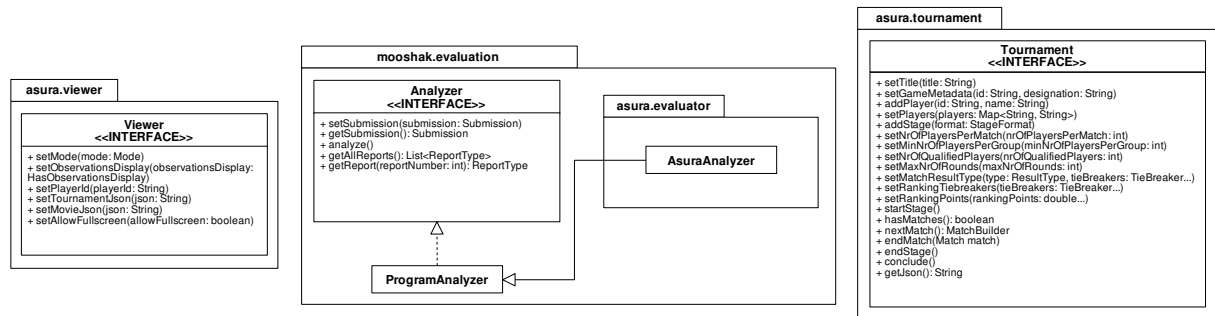 asura.viewer
Viewer
<<INTERFACE>>
+ setMode(mode: Mode)
+ setObservationsDisplay(observationsDisplay:
HasObservationsDisplay)
+ setPlayerId(playerId: String)
+ setTournamentJson(json: String)
+ setMovieJson(json: String)
+ setAllowFullscreen(allowFullscreen: boolean)
mooshak.evaluation
Analyzer
<<INTERFACE>>
+ setSubmission(submission: Submission)
+ getSubmission(): Submission
+ analyze()
+ getAllReports(): List<ReportType>
+ getReport(reportNumber: int): ReportType
ProgramAnalyzer
asura.evaluator
AsuraAnalyzer
asura.tournament
Tournament
<<INTERFACE>>
+ setTitle(title: String)
+ setGameMetadata(id: String, designation: String)
+ addPlayer(id: String, name: String)
+ setPlayers(players: Map<String, String>)
+ addStage(format: StageFormat)
+ setNrOfPlayersPerMatch(nrOfPlayersPerMatch: int)
+ setMinNrOfPlayersPerGroup(minNrOfPlayersPerGroup: int)
+ setNrOfQualifiedPlayers(nrOfQualifiedPlayers: int)
+ setMaxNrOfRounds(maxNrOfRounds: int)
+ setMatchResultType(type: ResultType, tieBreakers: TieBreaker...)
+ setRankingTiebreakers(tieBreakers: TieBreaker...)
+ setRankingPoints(rankingPoints: double...)
+ startStage()
+ hasMatches(): boolean
+ nextMatch(): MatchBuilder
+ endMatch(Match match)
+ endStage()
+ conclude()
+ getJson(): String